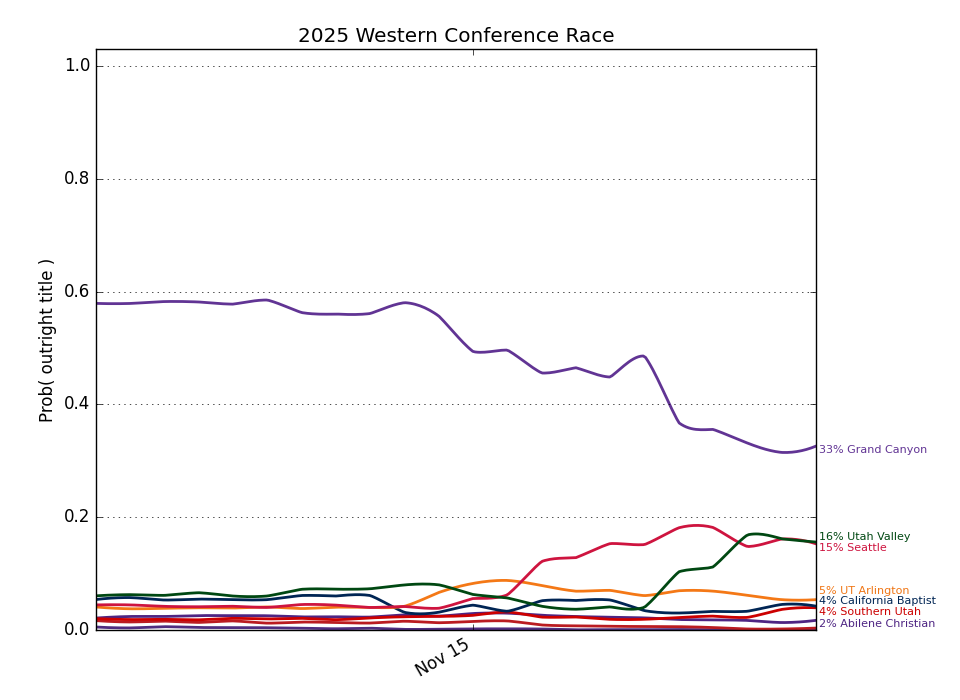 2025 Western Conference Race
1.0
0.8
0.6
0.4
0.2
0.0
Prob( outright title )
Nov 15
33% Grand Canyon
16% Utah Valley
15% Seattle
5% UT Arlington
4% California Baptist
4% Southern Utah
2% Abilene Christian